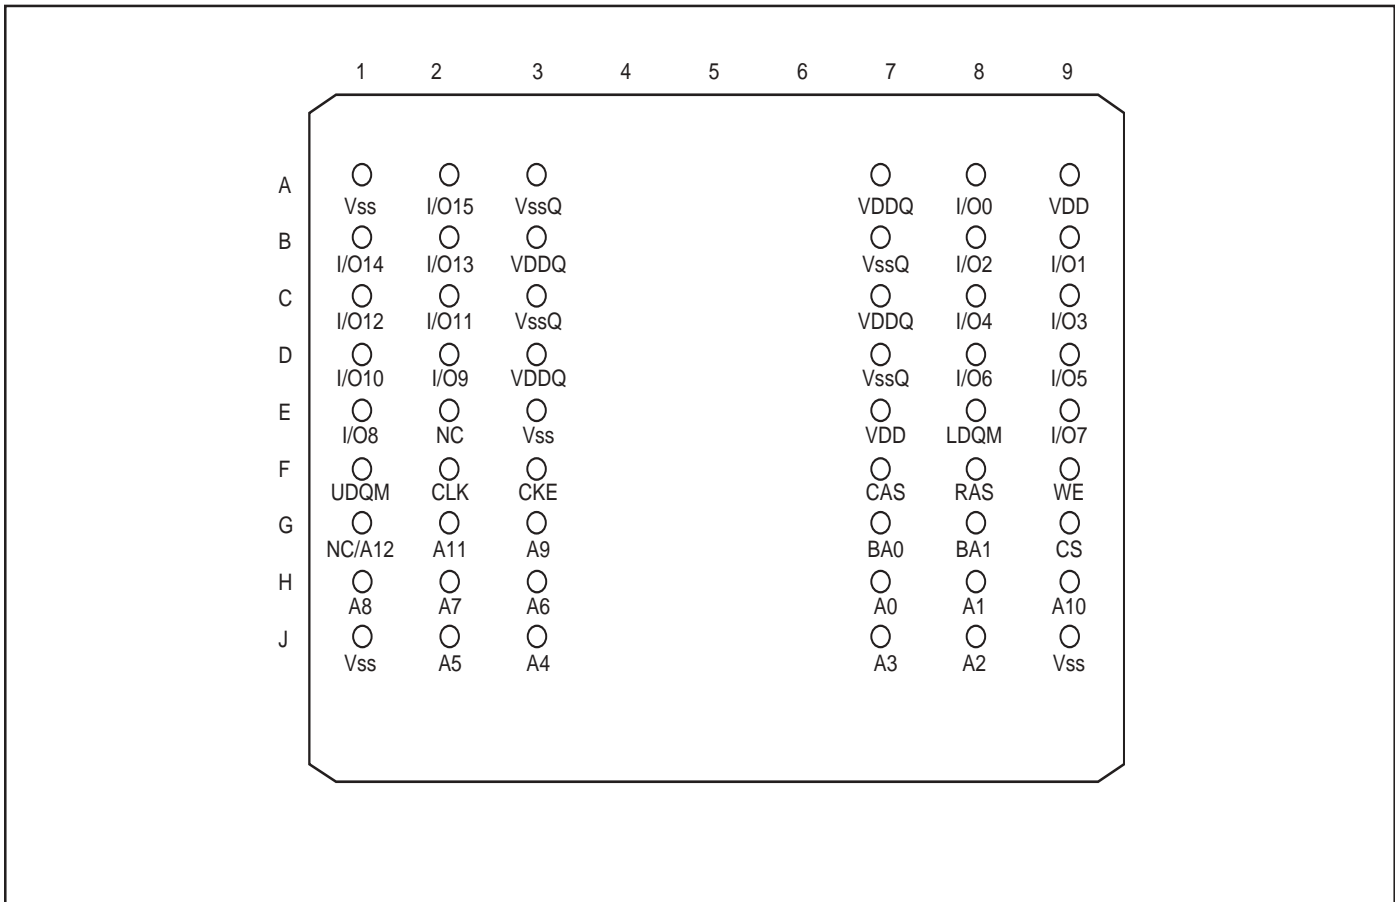 1 2 3 4 5 6 7 8 9
A
Vss I/O15 VssQ VDDQ I/O0 VDD
B
I/O14 I/O13 VDDQ VssQ I/O2 I/O1
C
I/O12 I/O11 VssQ VDDQ I/O4 I/O3
D
I/O10 I/O9 VDDQ VssQ I/O6 I/O5
E
I/O8 NC Vss VDD LDQM I/O7
F
UDQM CLK CKE CAS RAS WE
G
NC/A12 A11 A9 BA0 BA1 CS
H
A8 A7 A6 A0 A1 A10
J
Vss A5 A4 A3 A2 Vss